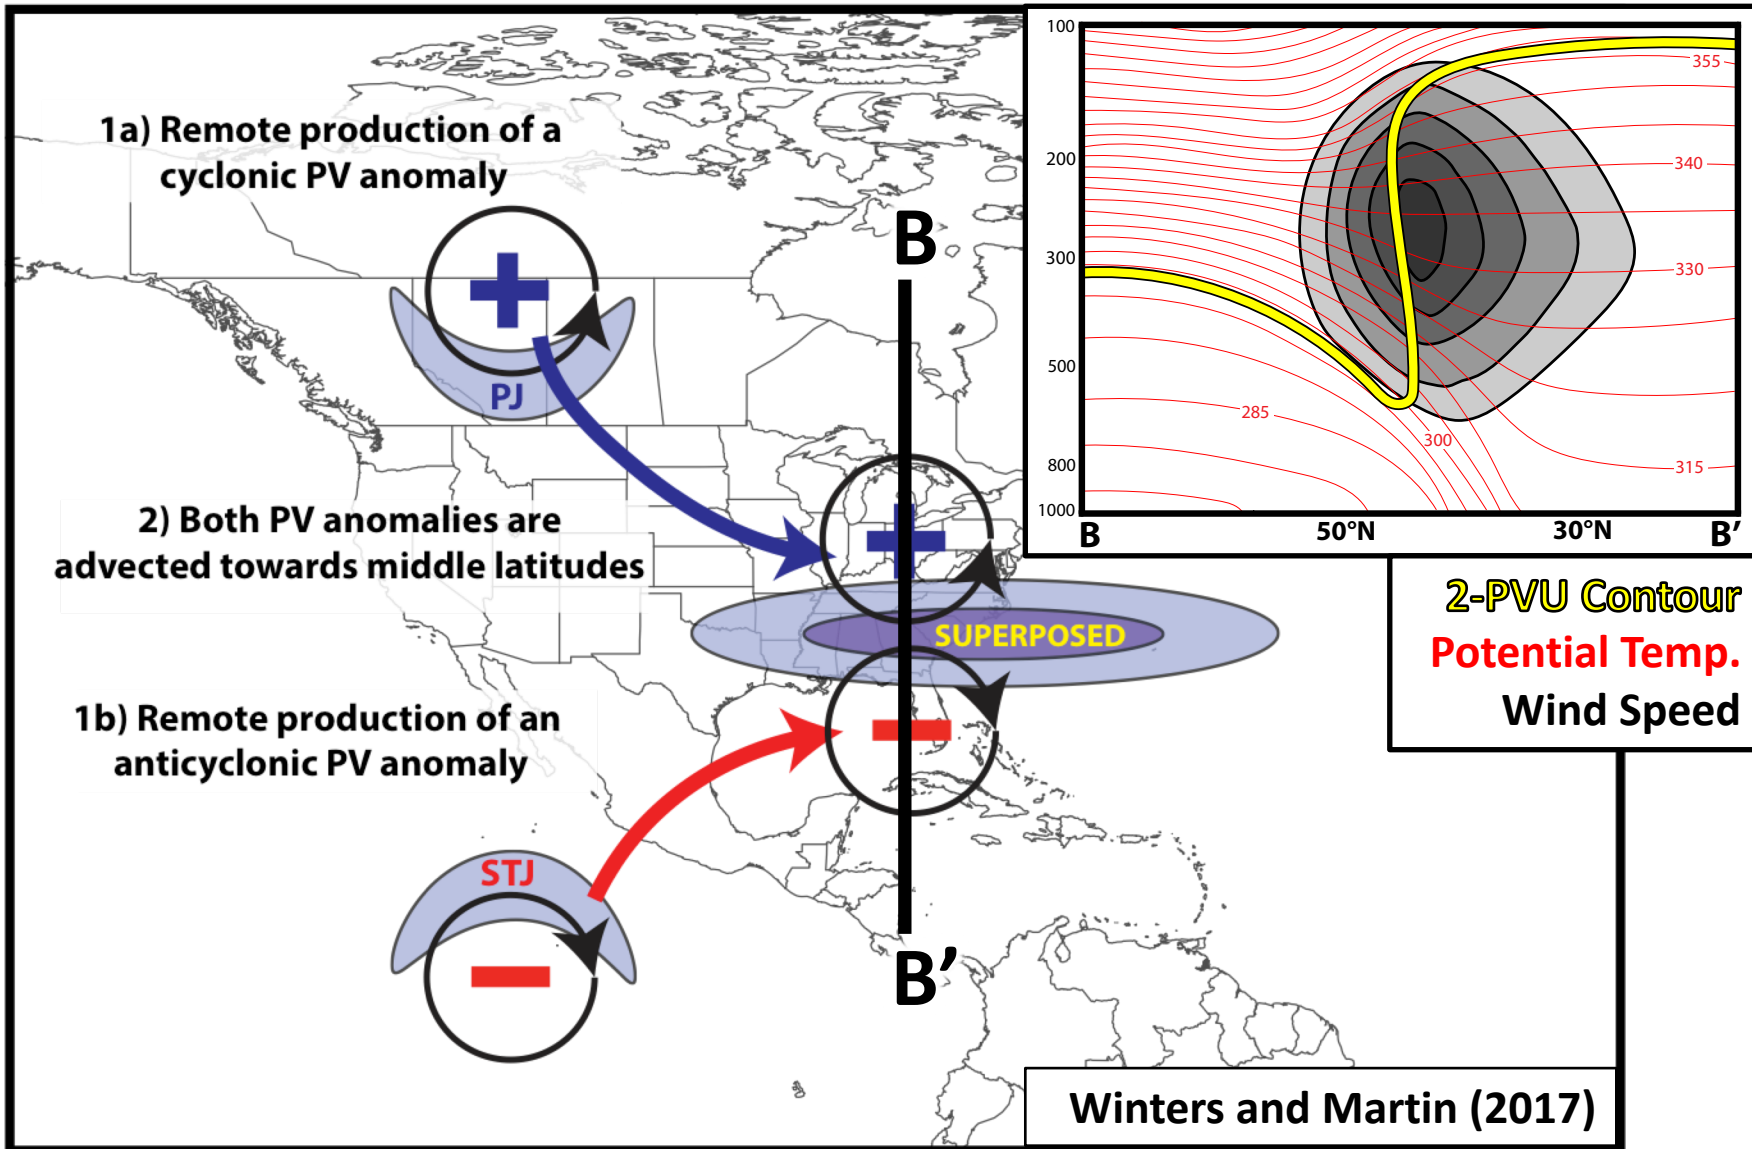 1a) Remote production of a
cyclonic PV anomaly
PJ
B
2) Both PV anomalies are
advected towards middle latitudes
SUPERPOSED
1b) Remote production of an
anticyclonic PV anomaly
STJ
B’
100
200
300
500
800
1000
355
340
330
315
300
285
B
50°N
30°N
B’
2-PVU Contour
Potential Temp.
Wind Speed
Winters and Martin (2017)